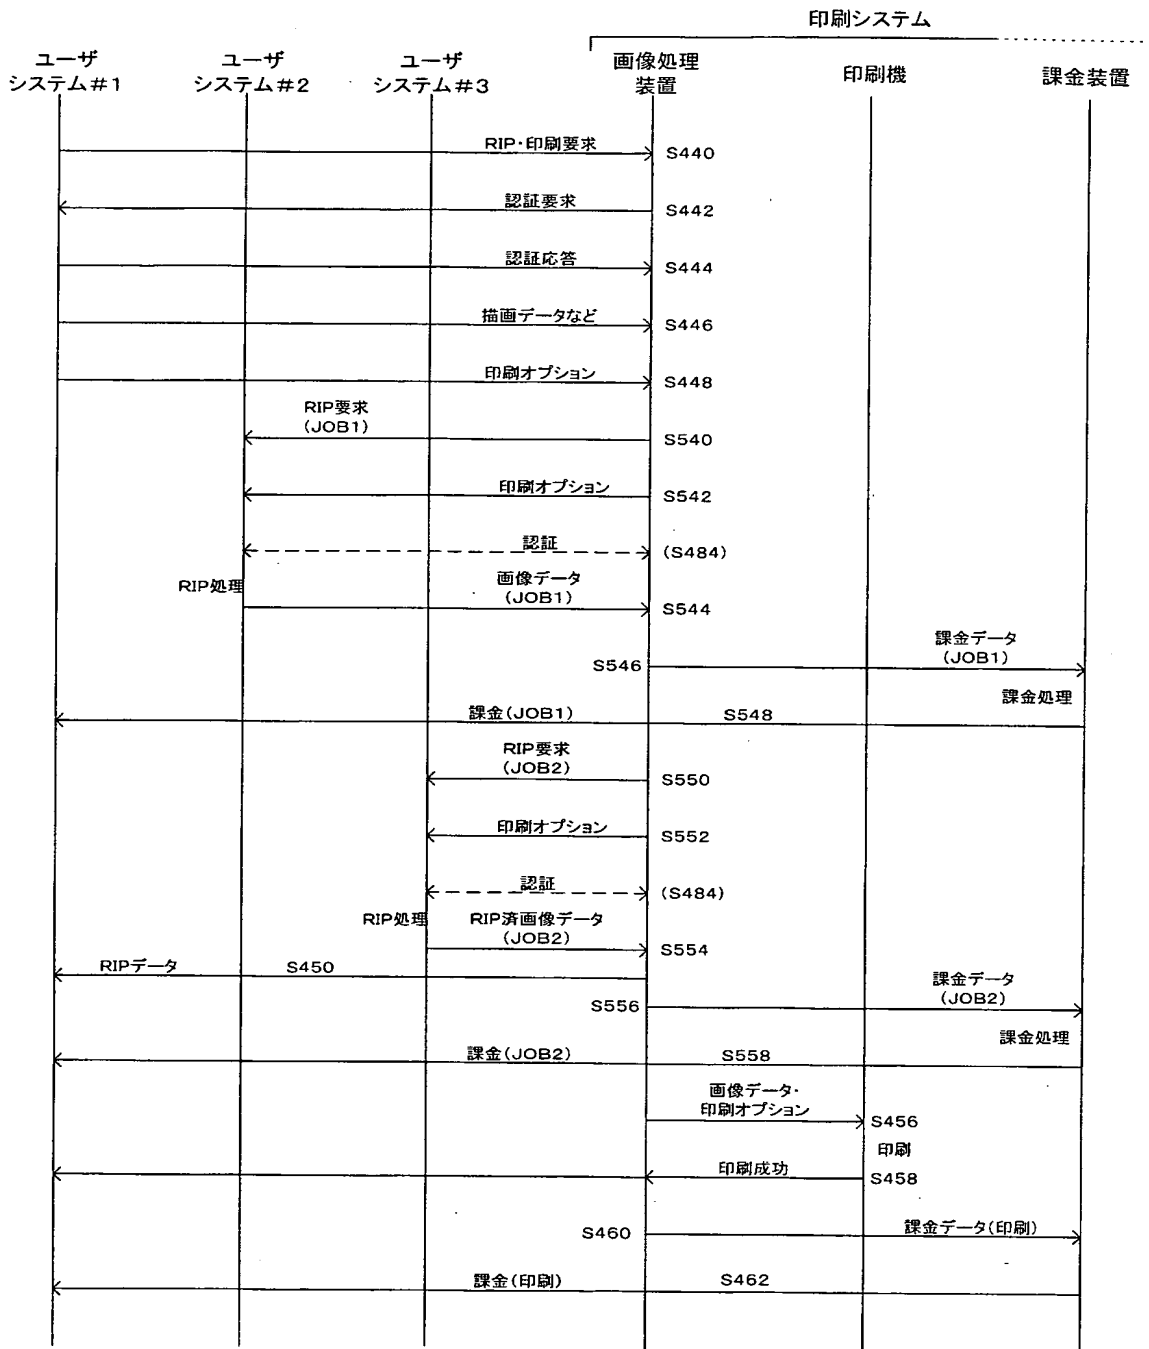 印刷システム
ユーザ
システム#1
ユーザ
システム#2
ユーザ
システム#3
画像処理
装置
印刷機
課金装置
RIP・印刷要求
S440
認証要求
S442
認証応答
S444
描画データなど
S446
印刷オプション
S448
RIP要求
(JOB1)
S540
印刷オプション
S542
認証
(S484)
RIP処理
画像データ
(JOB1)
S544
課金データ
(JOB1)
S546
課金処理
課金(JOB1)
S548
RIP要求
(JOB2)
S550
印刷オプション
S552
認証
(S484)
RIP処理
RIP済画像データ
(JOB2)
S554
RIPデータ
S450
課金データ
(JOB2)
S556
課金処理
課金(JOB2)
S558
画像データ・
印刷オプション
S456
印刷
印刷成功
S458
S460
課金データ(印刷)
課金(印刷)
S462